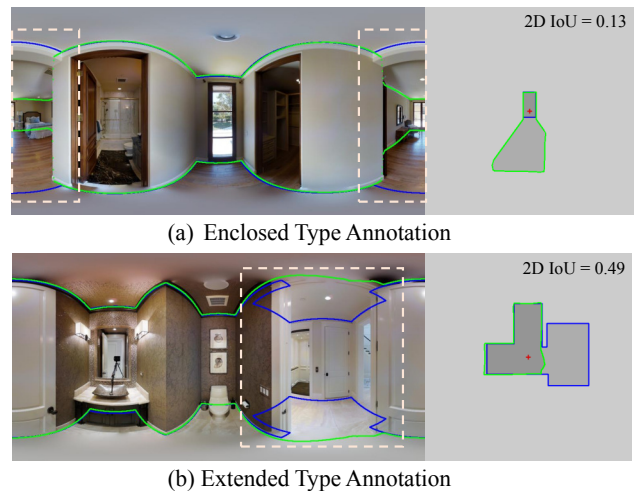 2D IoU = 0.13
(a) Enclosed Type Annotation
2D IoU = 0.49
(b) Extended Type Annotation